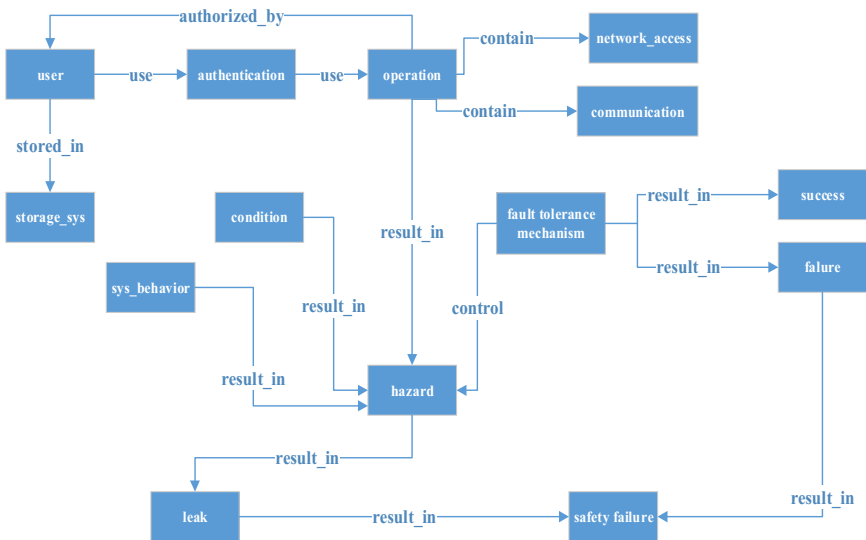 authorized_by
user
use
authentication
use
operation
contain
network_access
contain
communication
stored_in
storage_sys
condition
result_in
fault tolerance
mechanism
result_in
success
result_in
falure
sys_behavior
result_in
control
result_in
hazard
result_in
result_in
leak
result_in
safety failure